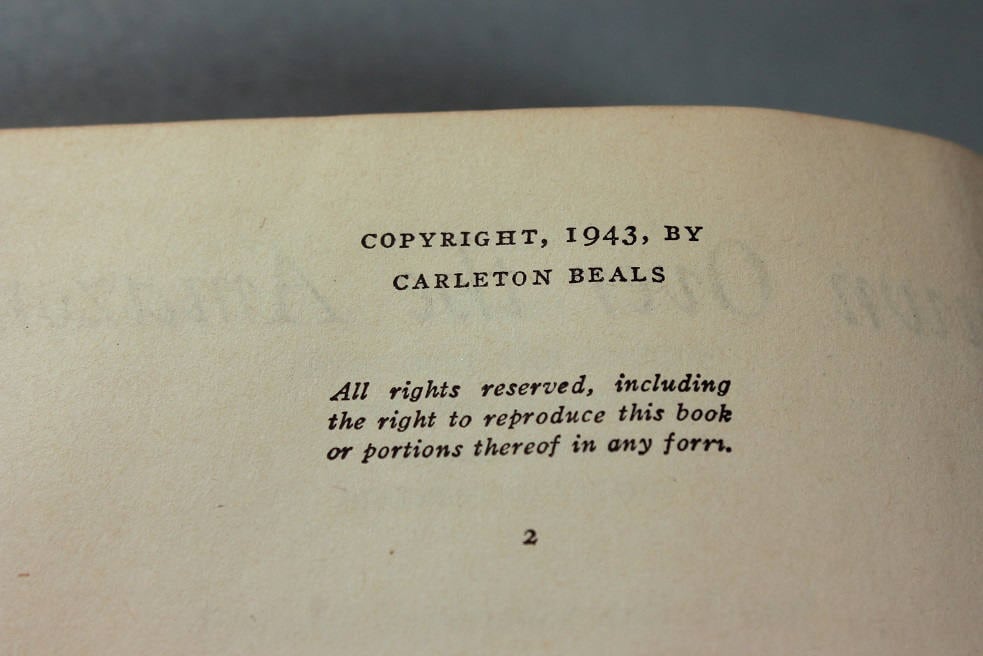 COPYRIGHT, 1943, BY
CARLETON BEALS
All rights reserved, including
the right to reproduce this book
or portions thereof in any form.
2